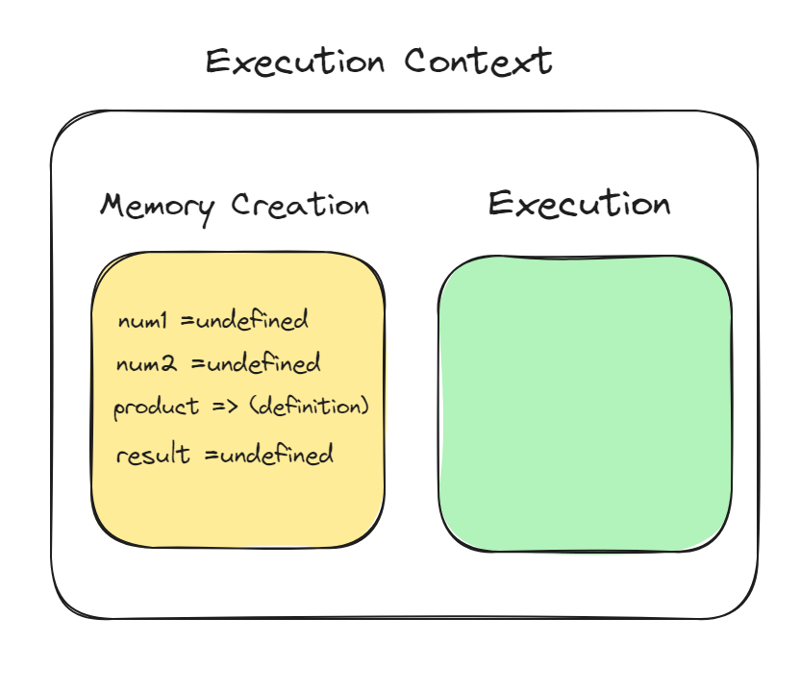 Execution Context
Memory Creation
Execution
num1 =undefined
num2 =undefined
product => (definition)
result =undefined